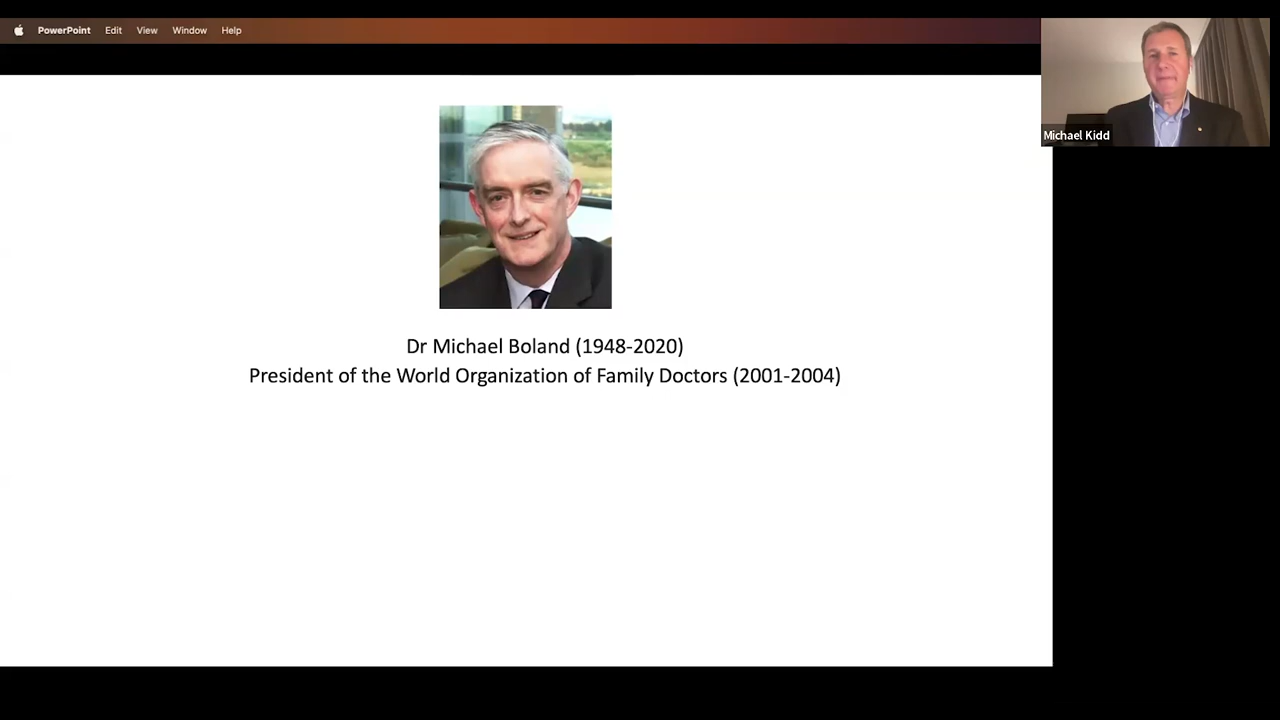 PowerPoint Edit View Window Help
Michael Kidd
Dr Michael Boland (1948-2020)
President of the World Organization of Family Doctors (2001-2004)